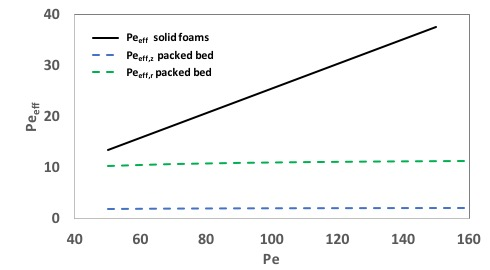 40
30
20
10
0
Pe_eff
Pe_eff solid foams
Pe_eff,z packed bed
Pe_eff,r packed bed
40 60 80 100 120 140 160
Pe